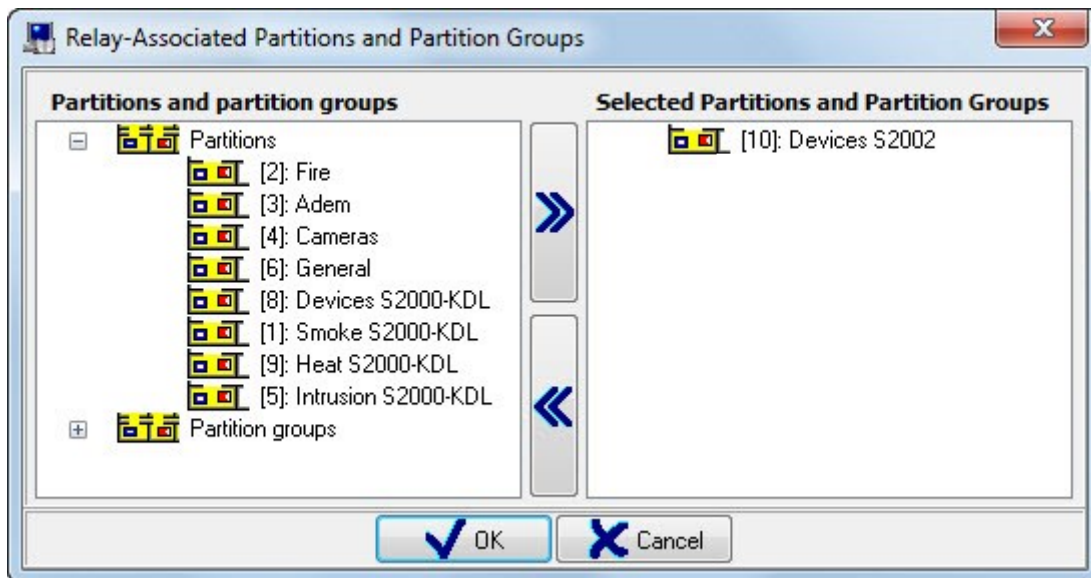 Relay-Associated Partitions and Partition Groups
Partitions and partition groups
Partitions
[2]: Fire
[3]: Adem
[4]: Cameras
[6]: General
[8]: Devices S2000-KDL
[1]: Smoke S2000-KDL
[9]: Heat S2000-KDL
[5]: Intrusion S2000-KDL
Partition groups
Selected Partitions and Partition Groups
[10]: Devices S2002
OK
Cancel